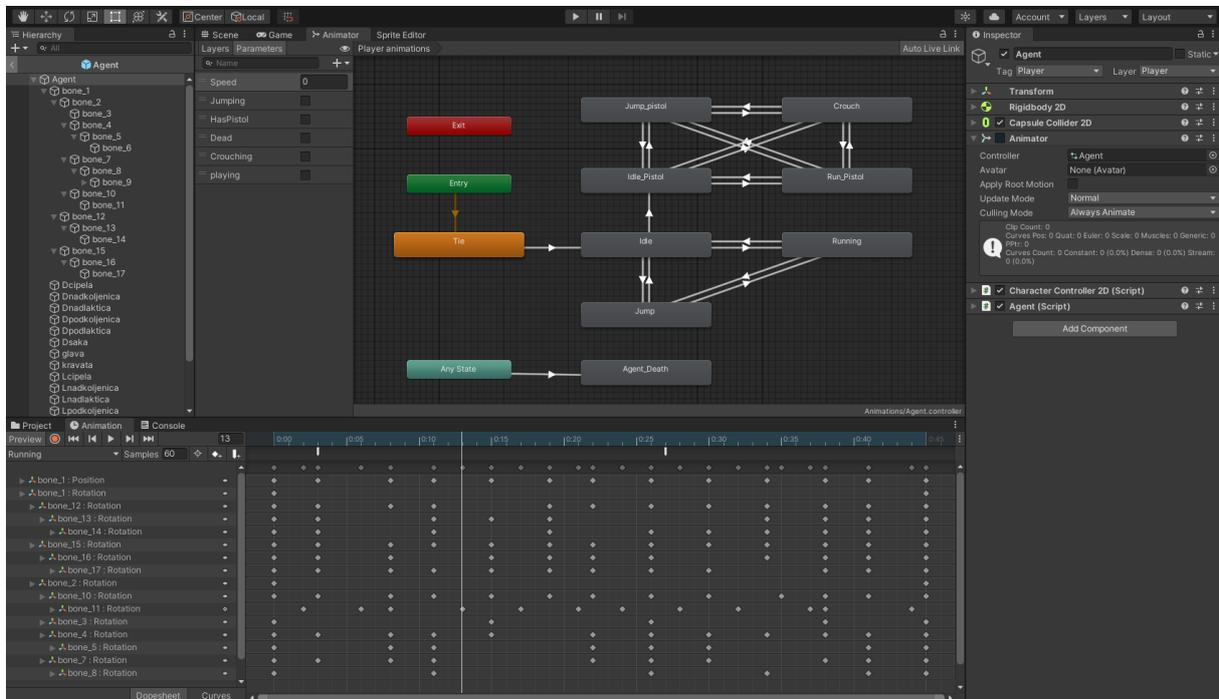 Center Local
Account Layers Layout
Hierarchy
All
Agent
Agent
bone_1
bone_2
bone_3
bone_4
bone_5
bone_6
bone_7
bone_8
bone_9
bone_10
bone_11
bone_12
bone_13
bone_14
bone_15
bone_16
bone_17
Dcipela
Dnadkoljenica
Dnadlaktica
Dpodkoljenica
Dpodlaktica
Dsaka
glava
kravata
Lcipela
Lnadkoljenica
Lnadlaktica
Lpodkoljenica
Scene Game Animator Sprite Editor
Layers Parameters Player animations Auto Live Link
Name
Speed 0
Jumping
HasPistol
Dead
Crouching
playing
Jump_pistol Crouch
Exit
Idle_Pistol Run_Pistol
Entry
Tie Idle Running
Jump
Any State Agent_Death
Animations/Agent.controller
Inspector
Agent Static
Tag Player Layer Player
Transform
Rigidbody 2D
Capsule Collider 2D
Animator
Controller Agent
Avatar None (Avatar)
Apply Root Motion
Update Mode Normal
Culling Mode Always Animate
Clip Count: 0
Curves Pos: 0 Quat: 0 Euler: 0 Scale: 0 Muscles: 0 Generic: 0
PPtr: 0
Curves Count: 0 Constant: 0 (0.0%) Dense: 0 (0.0%) Stream:
0 (0.0%)
Character Controller 2D (Script)
Agent (Script)
Add Component
Project Animation Console
Preview 13 0:00 0:05 0:10 0:15 0:20 0:25 0:30 0:35 0:40 0:45
Running Samples 60
bone_1 : Position
bone_1 : Rotation
bone_12 : Rotation
bone_13 : Rotation
bone_14 : Rotation
bone_15 : Rotation
bone_16 : Rotation
bone_17 : Rotation
bone_2 : Rotation
bone_10 : Rotation
bone_11 : Rotation
bone_3 : Rotation
bone_4 : Rotation
bone_5 : Rotation
bone_7 : Rotation
bone_8 : Rotation
Dopesheet Curves